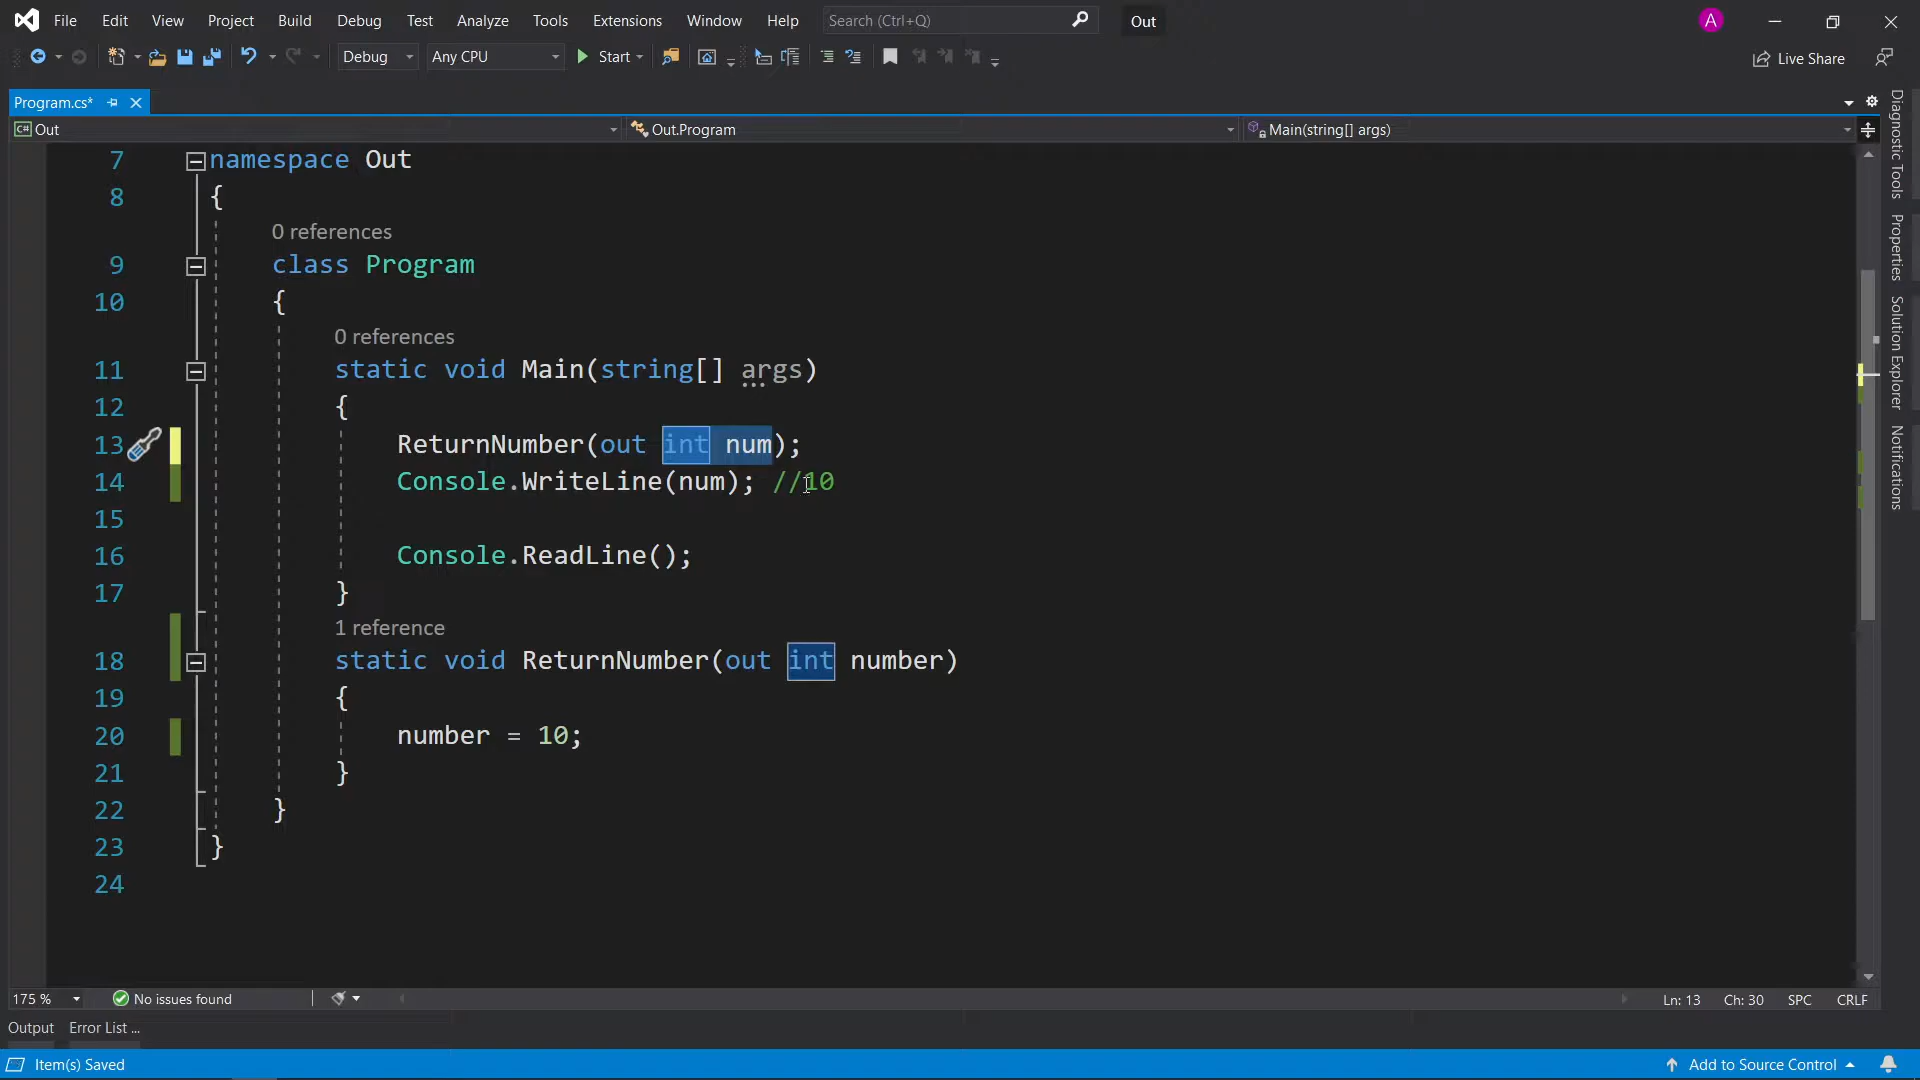 File Edit View Project Build Debug Test Analyze Tools Extensions Window Help Search (Ctrl+Q) Out A
Debug Any CPU Start Live Share
Program.cs*
C# Out Out.Program Main(string[] args)
7 namespace Out
8 {
0 references
9 class Program
10 {
0 references
11 static void Main(string[] args)
12 {
13 ReturnNumber(out int num);
14 Console.WriteLine(num); //10
15
16 Console.ReadLine();
17 }
1 reference
18 static void ReturnNumber(out int number)
19 {
20 number = 10;
21 }
22 }
23 }
24
Diagnostic Tools
Properties
Solution Explorer
Notifications
175 % No issues found Ln: 13 Ch: 30 SPC CRLF
Output Error List ...
Item(s) Saved Add to Source Control